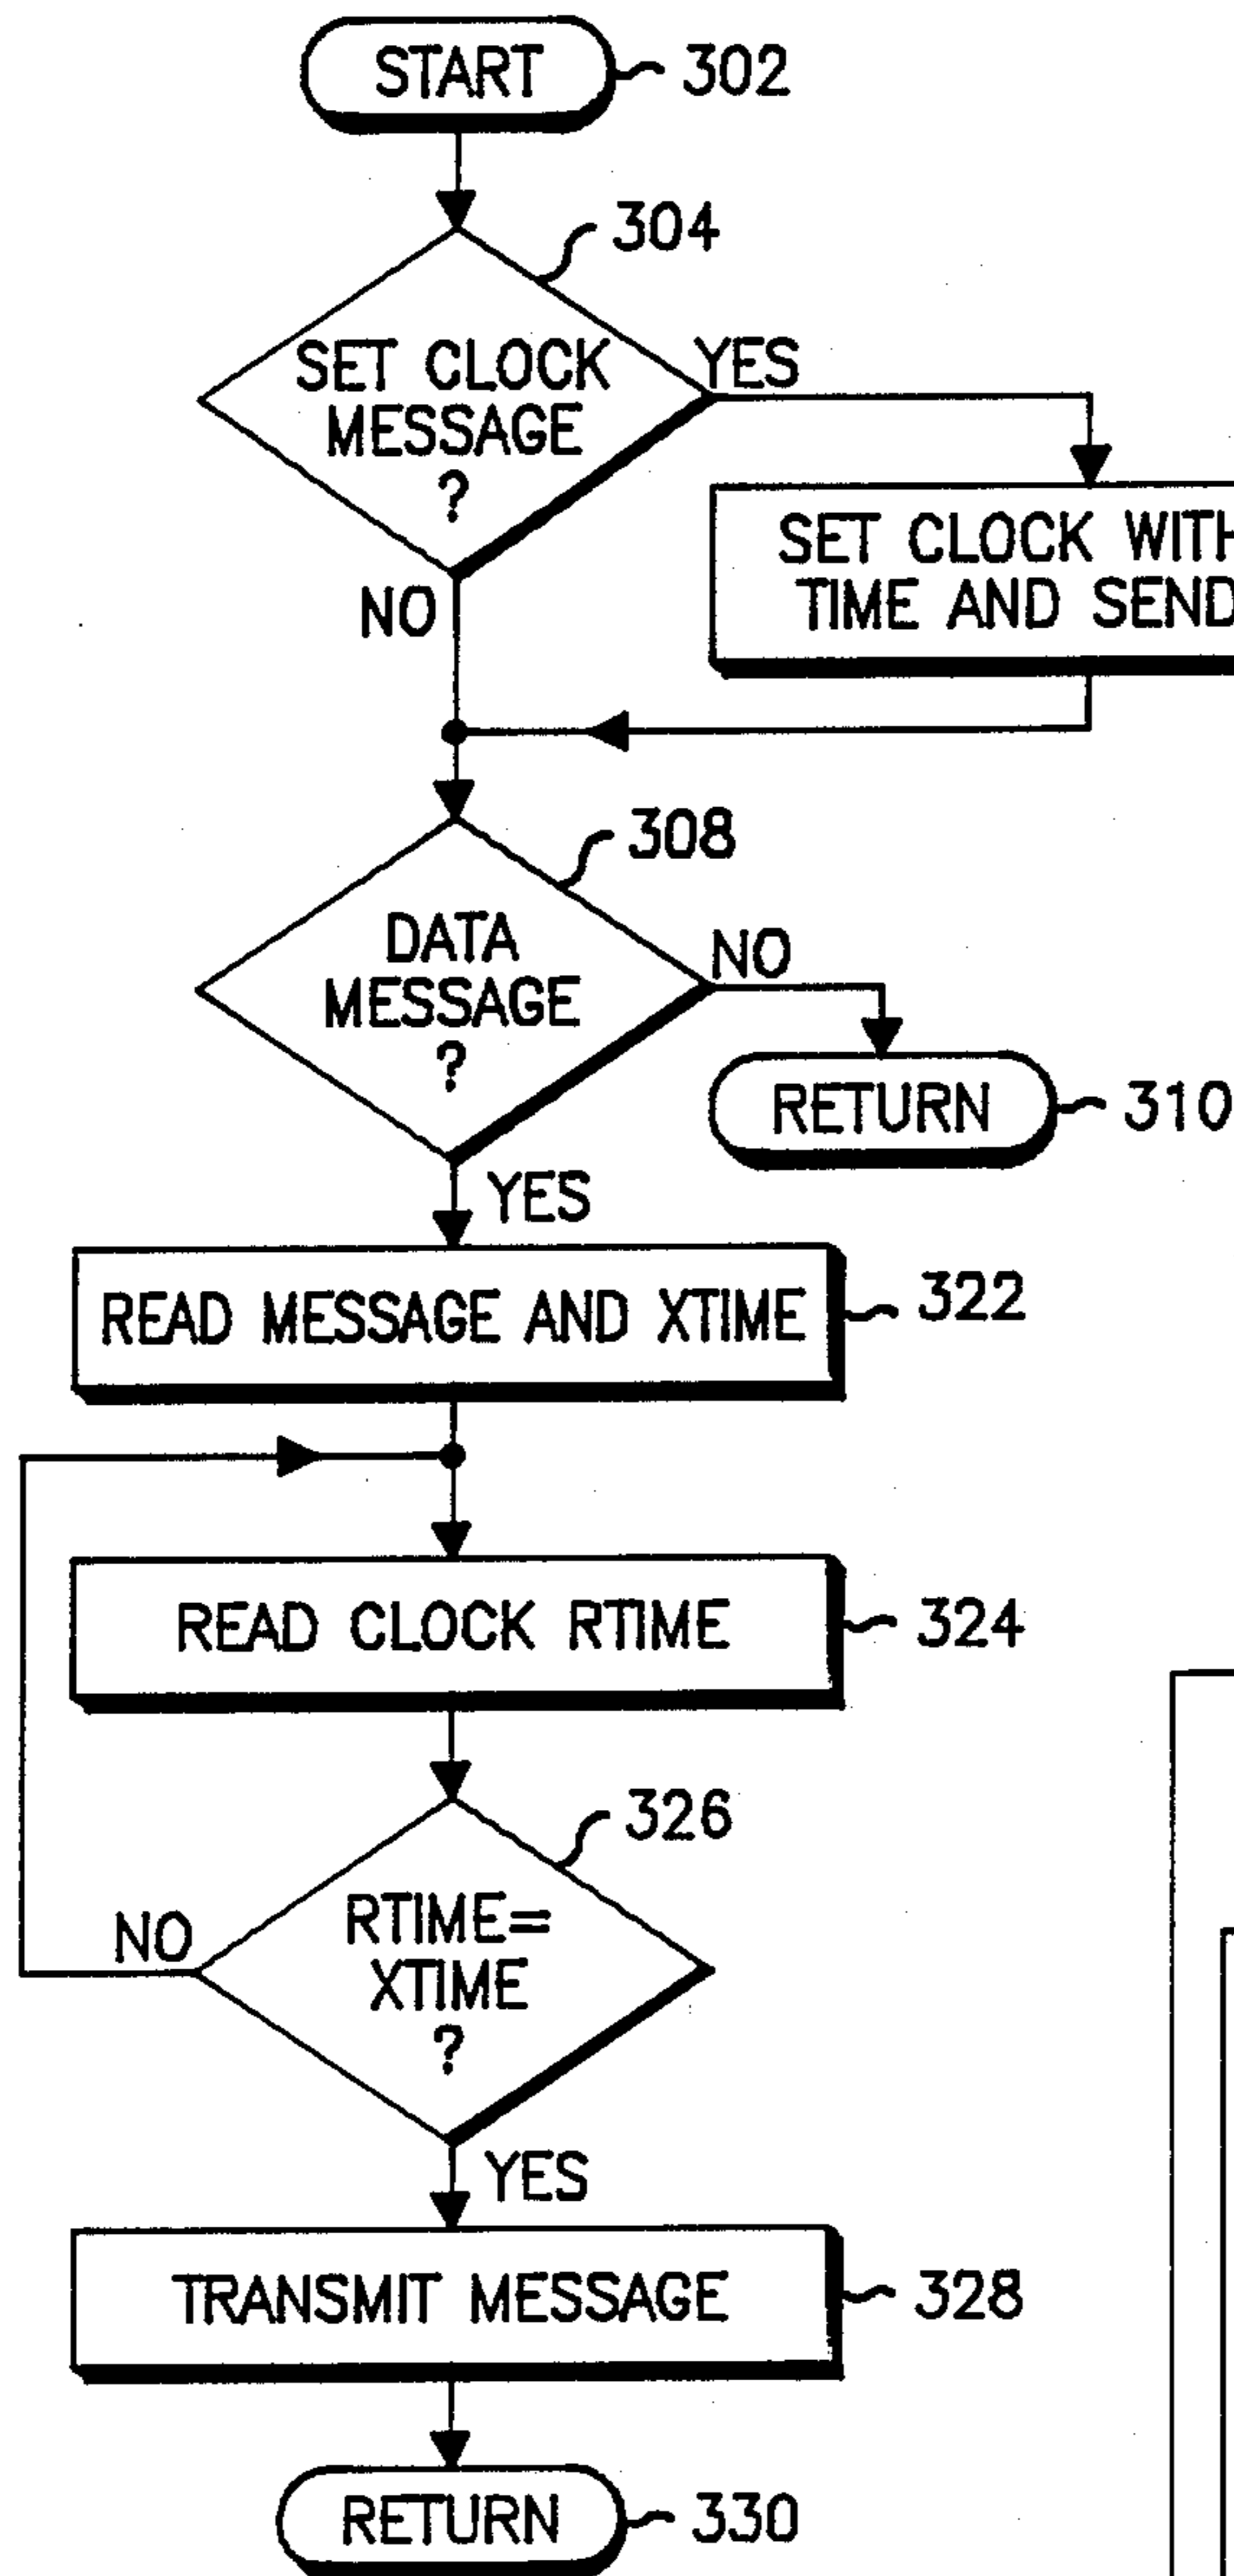 START
302
304
SET CLOCK
MESSAGE
?
YES
NO
SET CLOCK WITH
TIME AND SEND
308
DATA
MESSAGE
?
NO
RETURN
310
YES
READ MESSAGE AND XTIME
322
READ CLOCK RTIME
324
326
RTIME=
XTIME
?
NO
YES
TRANSMIT MESSAGE
328
RETURN
330